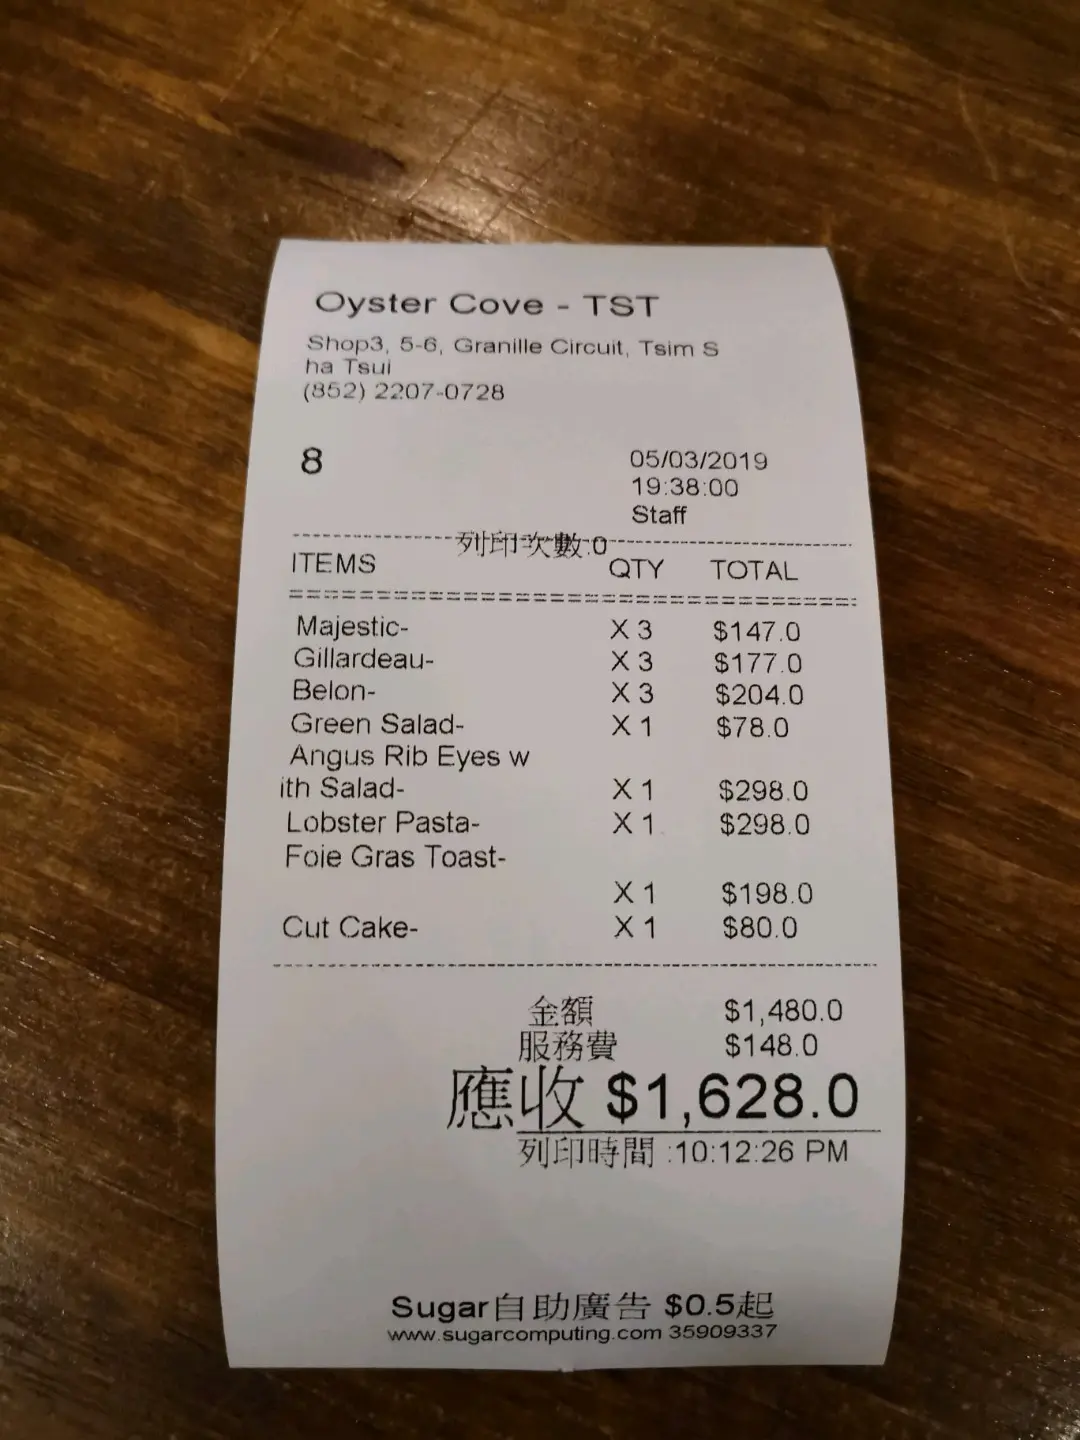 Oyster Cove - TST
Shop3, 5-6, Granille Circuit, Tsim S
ha Tsui
(852) 2207-0728
8
05/03/2019
19:38:00
Staff
列印次數:0
ITEMS QTY TOTAL
Majestic- X 3 $147.0
Gillardeau- X 3 $177.0
Belon- X 3 $204.0
Green Salad- X 1 $78.0
Angus Rib Eyes w
ith Salad- X 1 $298.0
Lobster Pasta- X 1 $298.0
Foie Gras Toast-
X 1 $198.0
Cut Cake- X 1 $80.0
金額 $1,480.0
服務費 $148.0
應收 $1,628.0
列印時間 :10:12:26 PM
Sugar自助廣告 $0.5起
www.sugarcomputing.com 35909337